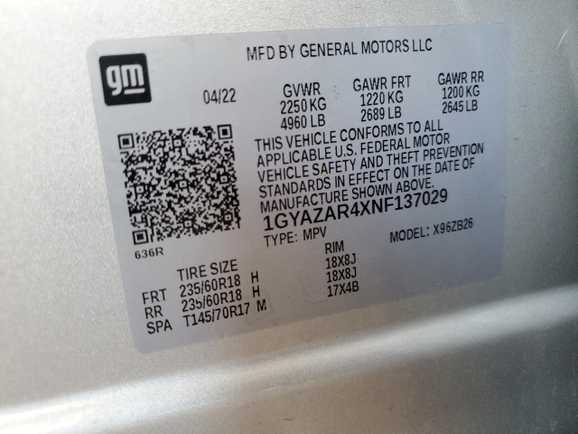 gm
MFD BY GENERAL MOTORS LLC
04/22 GVWR GAWR FRT GAWR RR
2250 KG 1220 KG 1200 KG
4960 LB 2689 LB 2645 LB
THIS VEHICLE CONFORMS TO ALL
APPLICABLE U.S. FEDERAL MOTOR
VEHICLE SAFETY AND THEFT PREVENTION
STANDARDS IN EFFECT ON THE DATE OF
MANUFACTURE SHOWN ABOVE.
1GYAZAR4XNF137029
636R
TYPE: MPV MODEL: X96ZB26
TIRE SIZE RIM
FRT 235/60R18 H 18X8J
RR 235/60R18 H 18X8J
SPA T145/70R17 M 17X4B